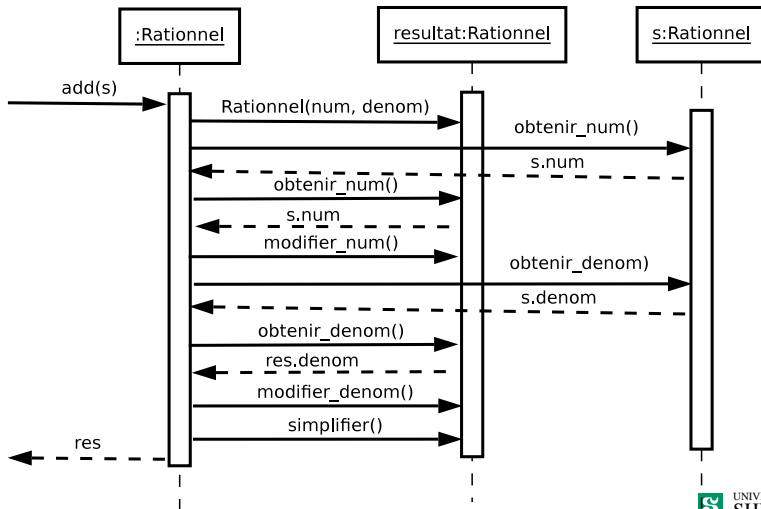 :Rationnel
resultat:Rationnel
s:Rationnel
add(s)
Rationnel(num, denom)
obtenir_num()
s.num
obtenir_num()
s.num
modifier_num()
obtenir_denom)
s.denom
obtenir_denom()
res.denom
modifier_denom()
simplifier()
res